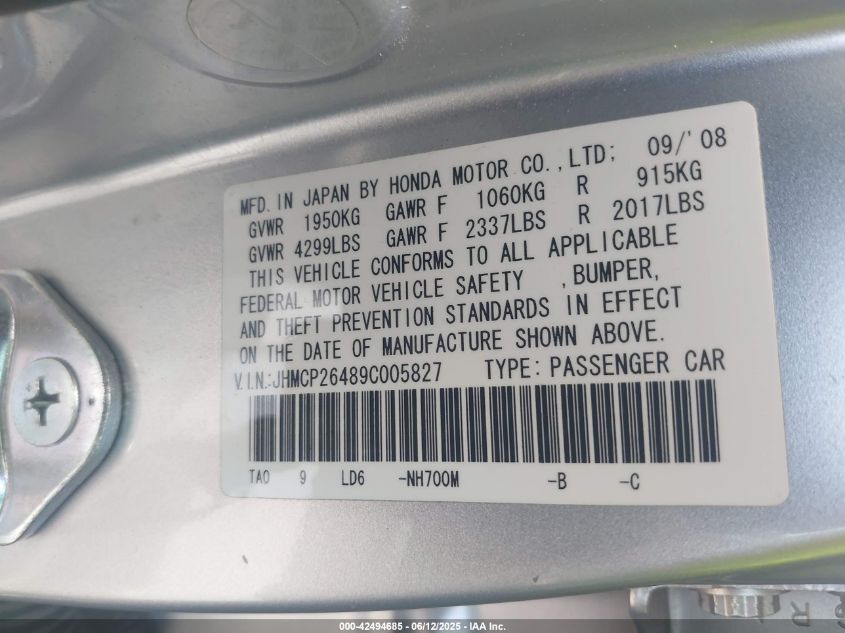 MFD. IN JAPAN BY HONDA MOTOR CO., LTD; 09/'08
GVWR 1950KG GAWR F 1060KG R 915KG
GVWR 4299LBS GAWR F 2337LBS R 2017LBS
THIS VEHICLE CONFORMS TO ALL APPLICABLE
FEDERAL MOTOR VEHICLE SAFETY , BUMPER,
AND THEFT PREVENTION STANDARDS IN EFFECT
ON THE DATE OF MANUFACTURE SHOWN ABOVE.
V.I.N.:JHMCP26489C005827 TYPE: PASSENGER CAR
TA0 9 LD6 -NH700M -B -C
000-42494685 - 06/12/2025 - IAA Inc.